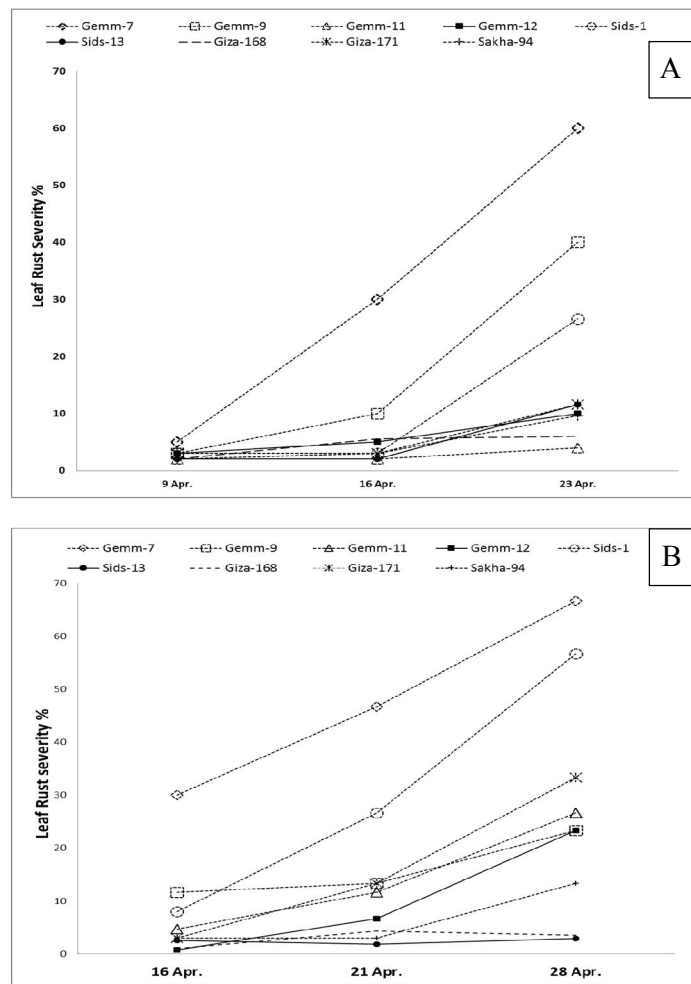 Gemm-7 Gemm-9 Gemm-11 Gemm-12 Sids-1
Sids-13 Giza-168 Giza-171 Sakha-94
A
70
60
50
40
30
20
10
0
Leaf Rust Severity %
9 Apr. 16 Apr. 23 Apr.
Gemm-7 Gemm-9 Gemm-11 Gemm-12 Sids-1
Sids-13 Giza-168 Giza-171 Sakha-94
B
70
60
50
40
30
20
10
0
Leaf Rust severity %
16 Apr. 21 Apr. 28 Apr.